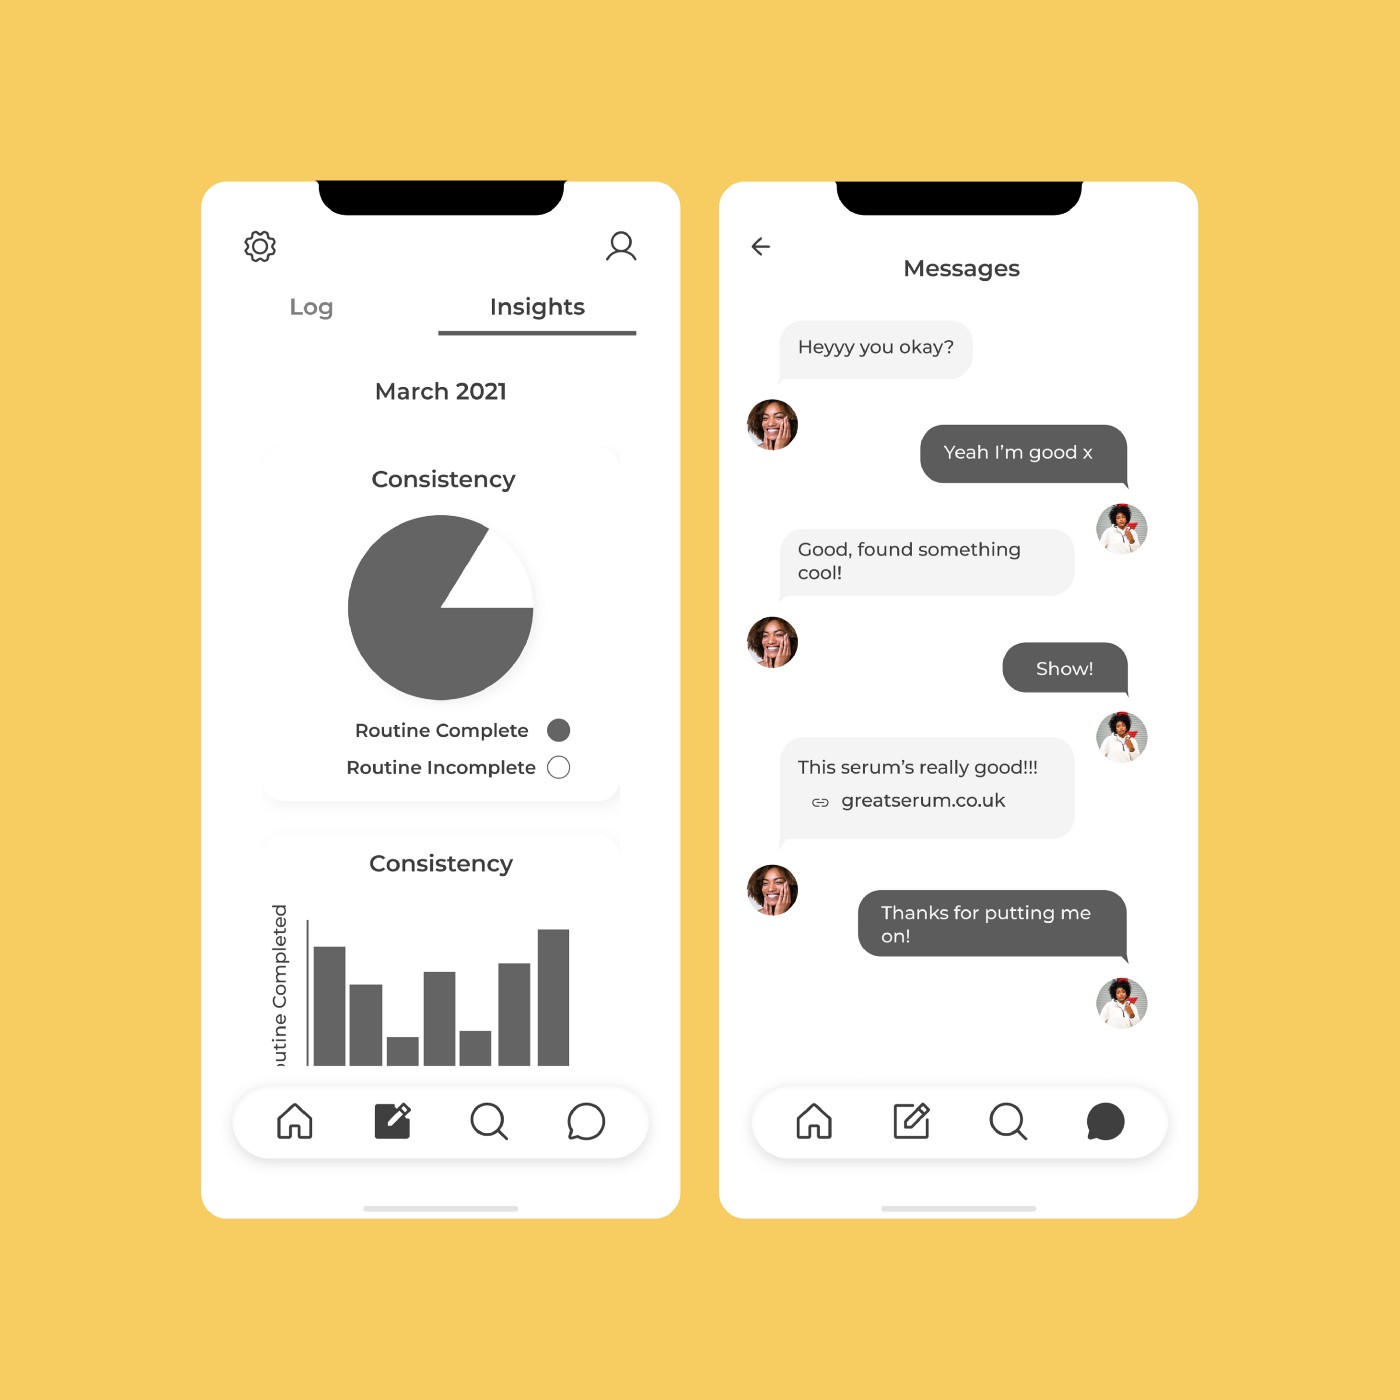 Log
Insights
March 2021
Consistency
Routine Complete
Routine Incomplete
Consistency
Completed
Messages
Heyyy you okay?
Yeah I’m good x
Good, found something
cool!
Show!
This serum’s really good!!!
greatserum.co.uk
Thanks for putting me
on!